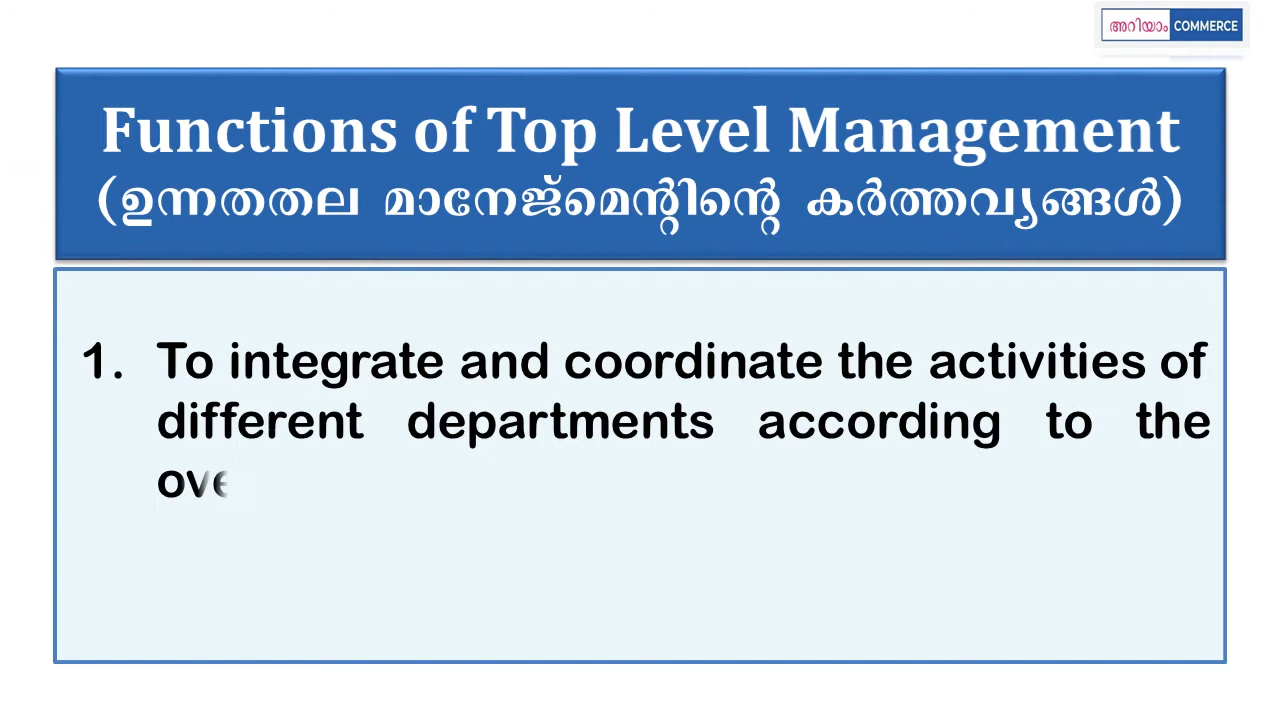 അറിയാം COMMERCE
Functions of Top Level Management
(ഉന്നതതല മാനേജ്മെന്റിന്റെ കർത്തവ്യങ്ങൾ)
1. To integrate and coordinate the activities of
different departments according to the